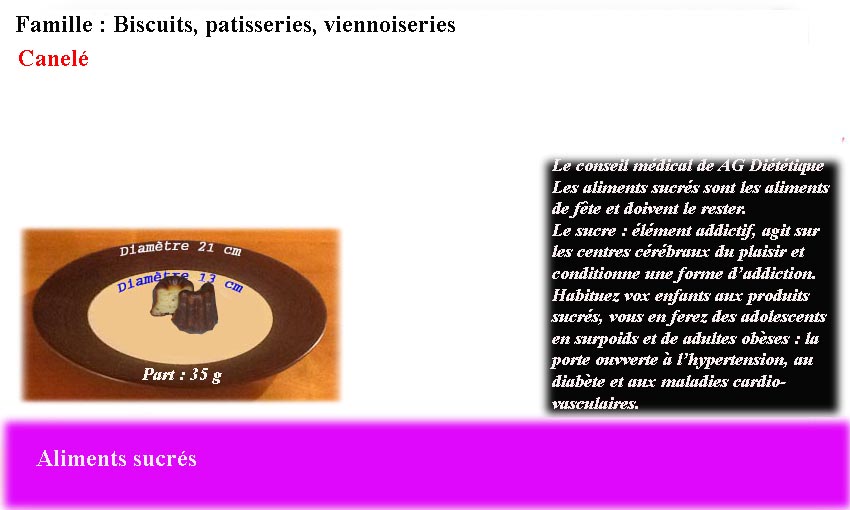 Famille : Biscuits, patisseries, viennoiseries
Canelé
Le conseil médical de AG Diététique
Les aliments sucrés sont les aliments
de fête et doivent le rester.
Le sucre : élément addictif, agit sur
les centres cérébraux du plaisir et
conditionne une forme d'addiction.
Habituez vox enfants aux produits
sucrés, vous en ferez des adolescents
en surpoids et de adultes obèses : la
porte ouvverte à l'hypertension, au
diabète et aux maladies cardio-
vasculaires.
Diamètre 21 cm
Diamètre 13 cm
Part : 35 g
Aliments sucrés